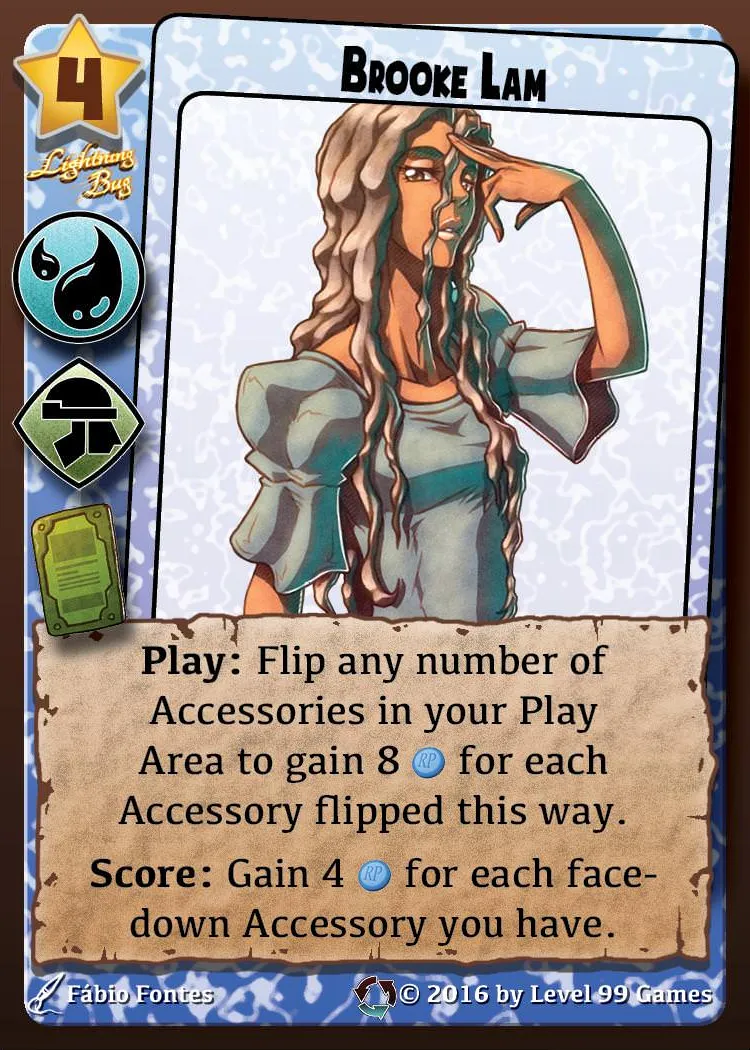 4
Brooke Lam
Lightning
Bug
Play: Flip any number of
Accessories in your Play
Area to gain 8 RP for each
Accessory flipped this way.
Score: Gain 4 RP for each face-
down Accessory you have.
Fábio Fontes
© 2016 by Level 99 Games